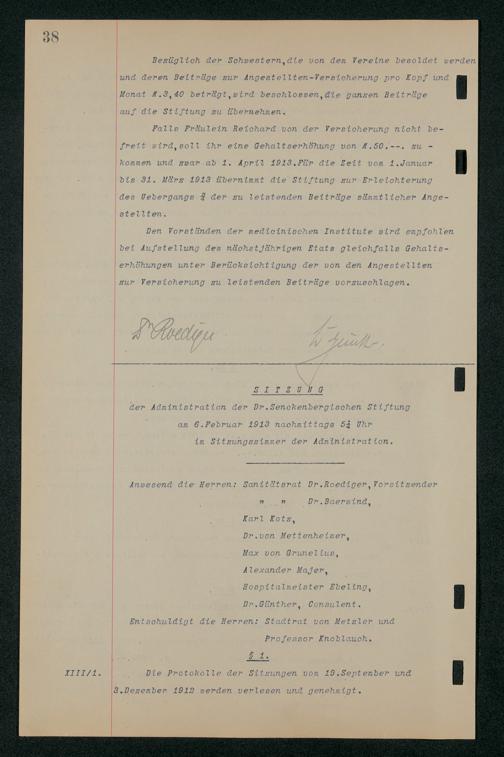 38
Bezüglich der Schwestern,die von dem Vereine besoldet werden
und deren Beiträge zur Angestellten-Versicherung pro Kopf und
Monat M.3,40 beträgt,wird beschlossen,die ganzen Beiträge
auf die Stiftung zu übernehmen.
Falls Fräulein Reichard von der Versicherung nicht be-
freit wird,soll ihr eine Gehaltserhöhung von M.50.--. zu -
kommen und zwar ab 1. April 1913.Für die Zeit vom 1.Januar
bis 31. März 1913 übernimmt die Stiftung zur Erleichterung
des Uebergangs ¾ der zu leistenden Beiträge sämmtlicher Ange-
stellten.
Den Vorständen der medicinischen Institute wird empfohlen
bei Aufstellung des nächstjährigen Etats gleichfalls Gehalts-
erhöhungen unter Berücksichtigung der von den Angestellten
zur Versicherung zu leistenden Beiträge vorzuschlagen.
Dr Roediger
SITZUNG
der Administration der Dr.Senckenbergischen Stiftung
am 6.Februar 1913 nachmittags 5½ Uhr
im Sitzungszimmer der Administration.
Anwesend die Herren: Sanitätsrat Dr.Roediger,Vorsitzender
" " Dr.Baerwind,
Karl Kotz,
Dr.von Mettenheimer,
Max von Grunelius,
Alexander Majer,
Hospitalmeister Ebeling,
Dr.Günther, Consulent.
Entschuldigt die Herren: Stadtrat von Metzler und
Professor Knoblauch.
§ 1.
XIII/1. Die Protokolle der Sitzungen vom 19.September und
3.Dezember 1912 werden verlesen und genehmigt.